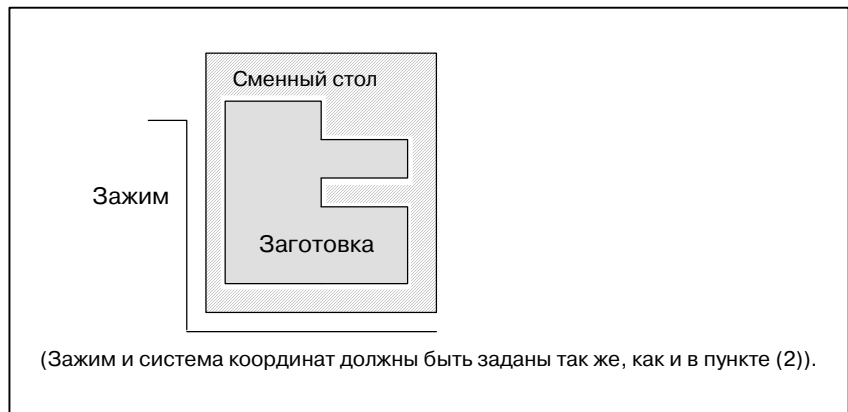 Сменный стол
Зажим
Заготовка
(Зажим и система координат должны быть заданы так же, как и в пункте (2)).